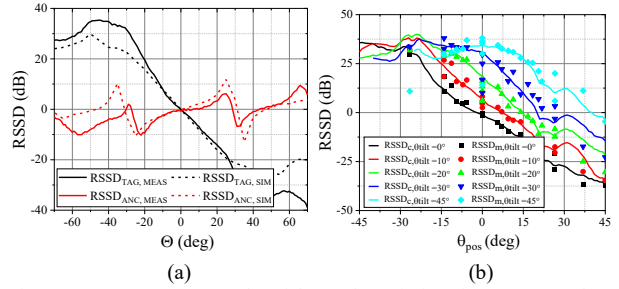 40
20
0
-20
40
-60
-40
-20
0
20
40
60
RSSD (dB)
Θ (deg)
RSSD_TAG, MEAS
RSSD_TAG, SIM
RSSD_ANC, MEAS
RSSD_ANC, SIM
(a)
50
25
0
-25
-50
-45
-30
-15
0
15
30
45
RSSD (dB)
θ_pos (deg)
RSSD_c,θtilt=0° RSSD_m,θtilt=0°
RSSD_c,θtilt=10° RSSD_m,θtilt=10°
RSSD_c,θtilt=20° RSSD_m,θtilt=20°
RSSD_c,θtilt=30° RSSD_m,θtilt=30°
RSSD_c,θtilt=45° RSSD_m,θtilt=45°
(b)